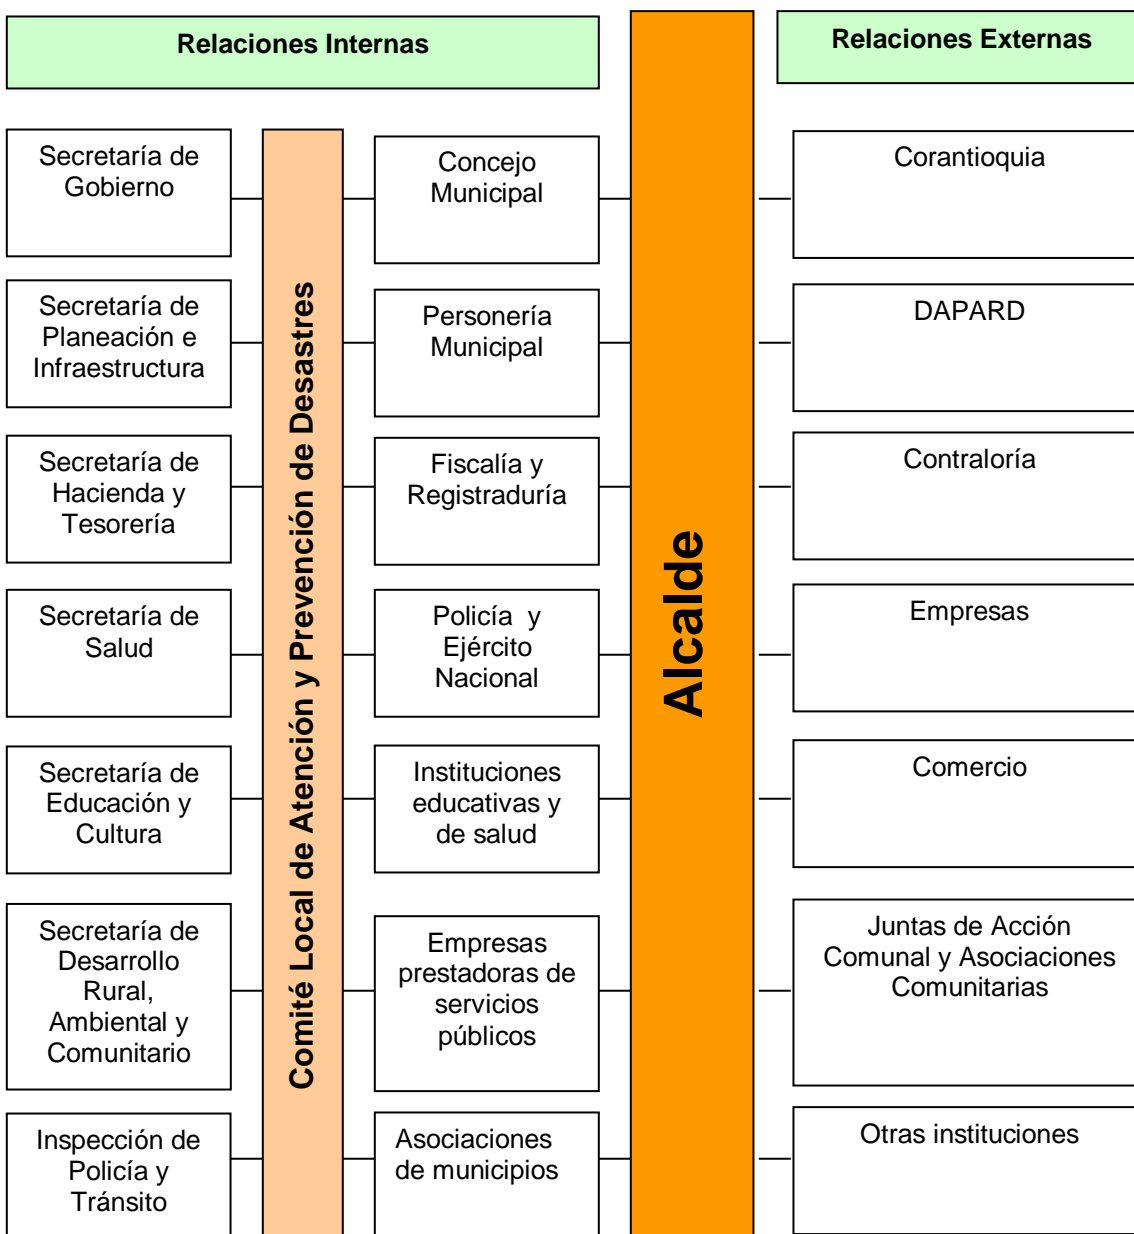 Relaciones Internas
Relaciones Externas
Alcalde
Comité Local de Atención y Prevención de Desastres
Secretaría de
Gobierno
Concejo
Municipal
Corantioquia
Secretaría de
Planeación e
Infraestructura
Personería
Municipal
DAPARD
Secretaría de
Hacienda y
Tesorería
Fiscalía y
Registraduría
Contraloría
Secretaría de
Salud
Policía y
Ejército
Nacional
Empresas
Secretaría de
Educación y
Cultura
Instituciones
educativas y
de salud
Comercio
Secretaría de
Desarrollo
Rural,
Ambiental y
Comunitario
Empresas
prestadoras de
servicios
públicos
Juntas de Acción
Comunal y Asociaciones
Comunitarias
Inspección de
Policía y
Tránsito
Asociaciones
de municipios
Otras instituciones